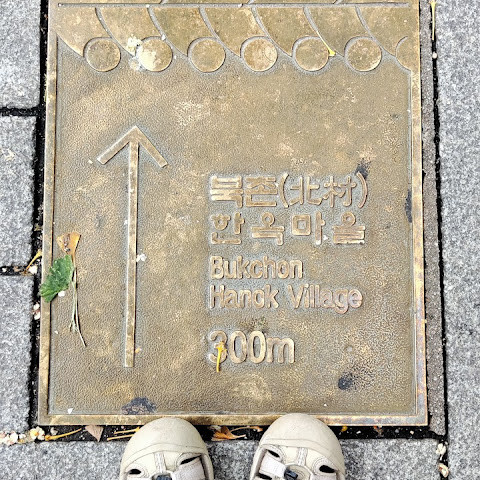 북촌(北村)
한옥마을
Bukchon
Hanok Village
300m